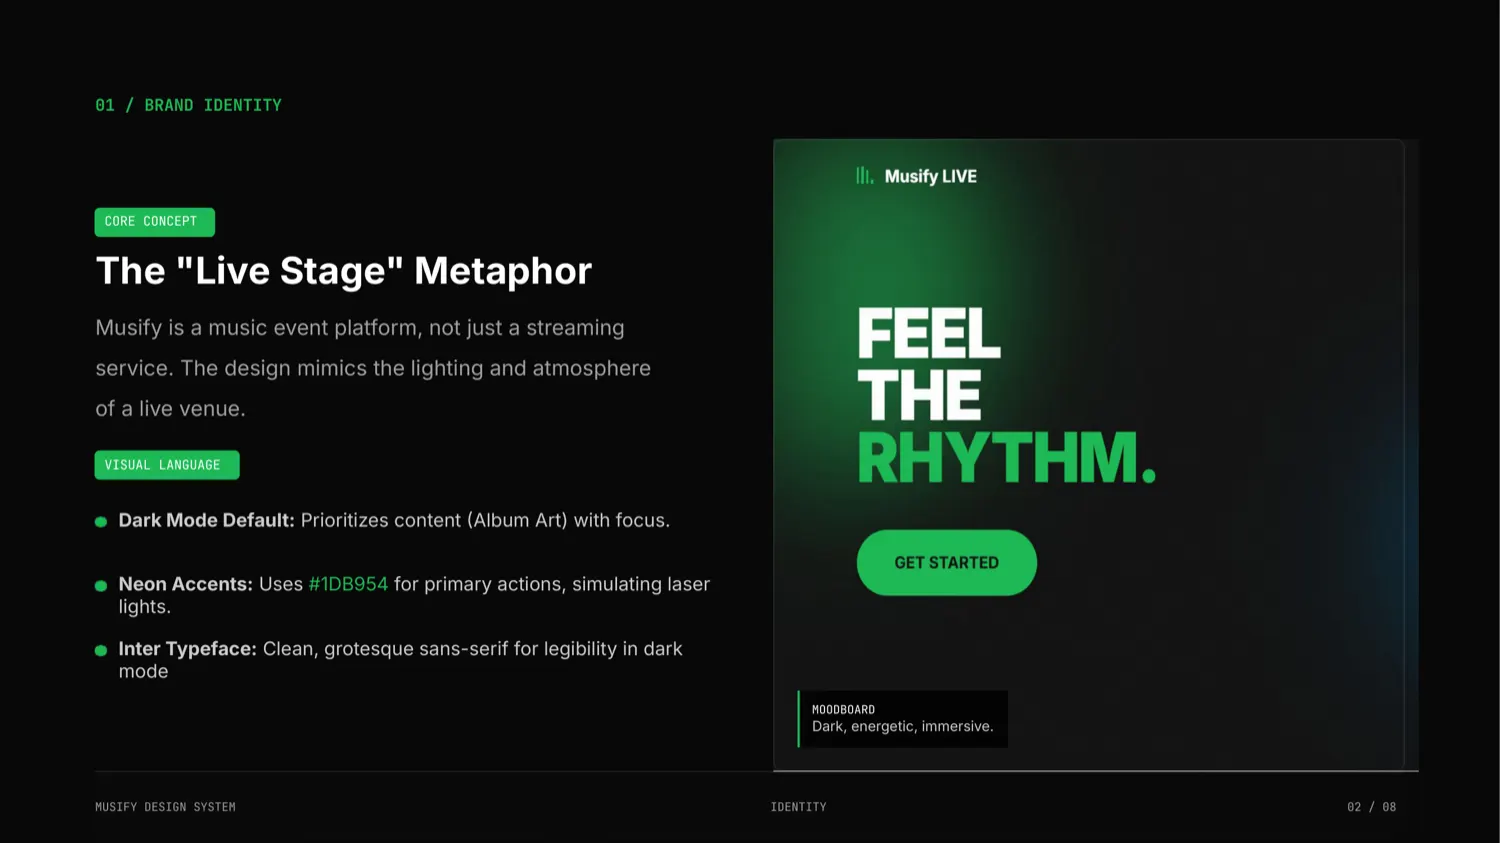 01 / BRAND IDENTITY
CORE CONCEPT
The "Live Stage" Metaphor
Musify is a music event platform, not just a streaming
service. The design mimics the lighting and atmosphere
of a live venue.
VISUAL LANGUAGE
Dark Mode Default: Prioritizes content (Album Art) with focus.
Neon Accents: Uses #1DB954 for primary actions, simulating laser
lights.
Inter Typeface: Clean, grotesque sans-serif for legibility in dark
mode
Musify LIVE
FEEL
THE
RHYTHM.
GET STARTED
MOODBOARD
Dark, energetic, immersive.
MUSIFY DESIGN SYSTEM
IDENTITY
02 / 08